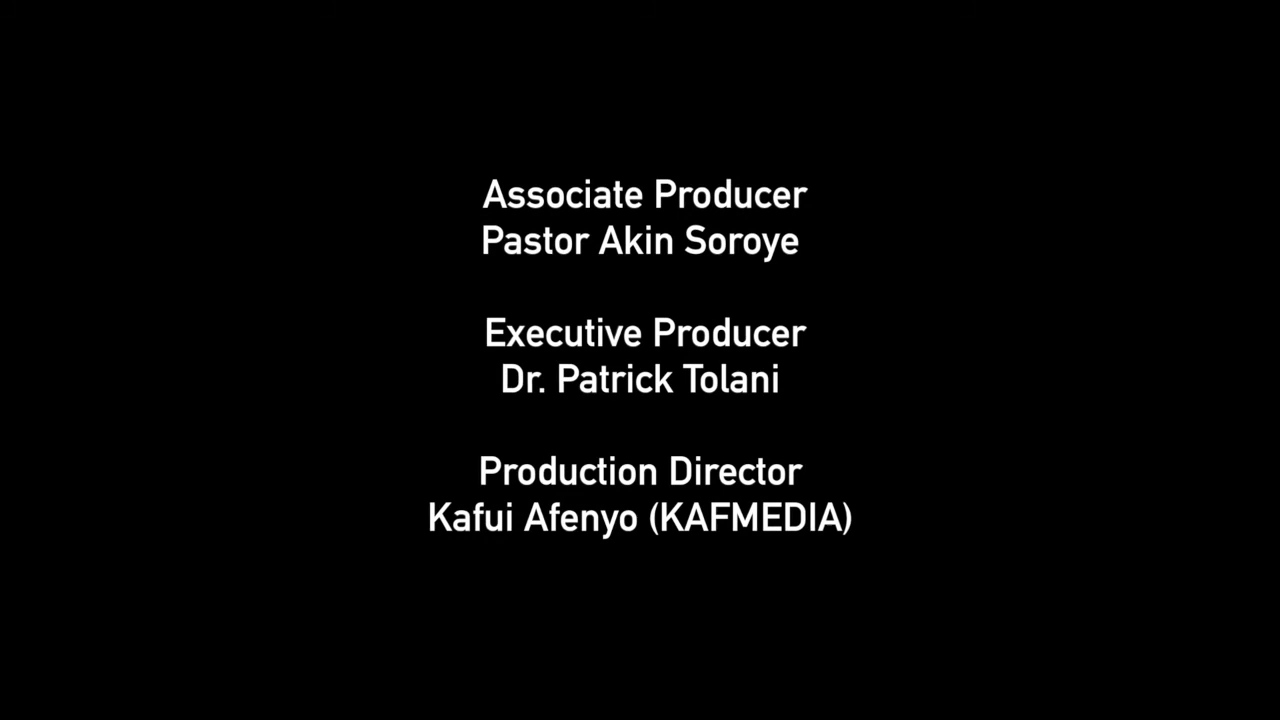 Associate Producer
Pastor Akin Soroye
Executive Producer
Dr. Patrick Tolani
Production Director
Kafui Afenyo (KAFMEDIA)